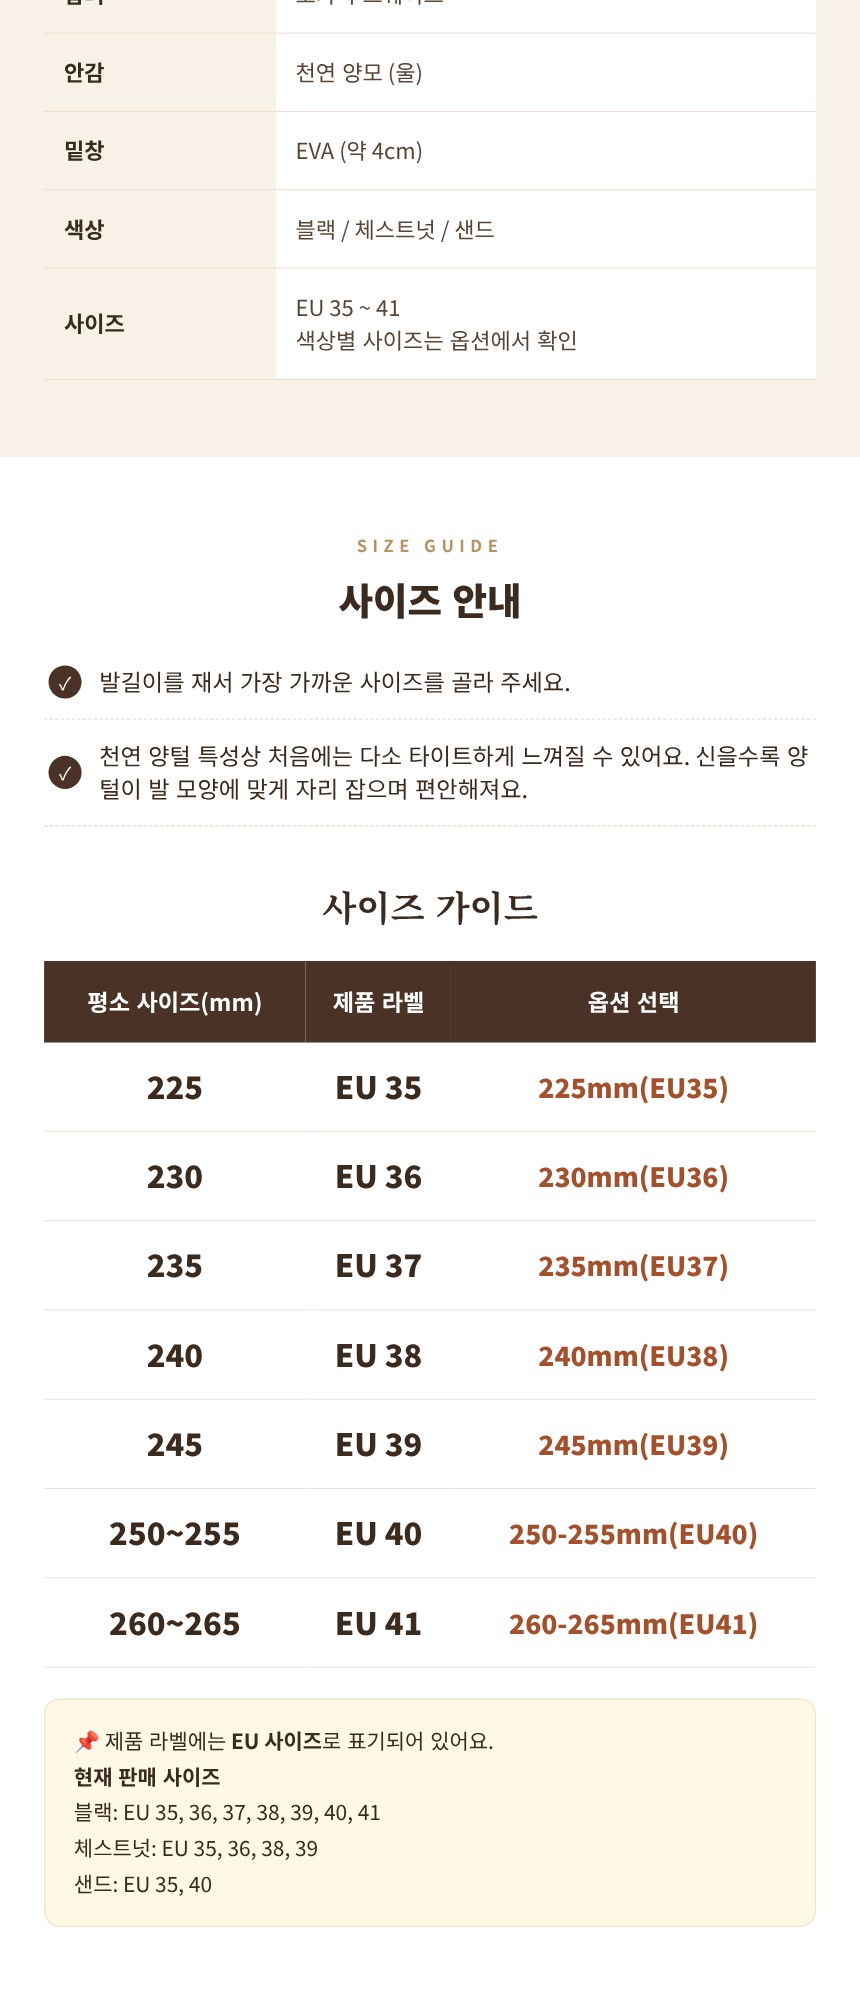 안감
천연 양모 (울)
밑창
EVA (약 4cm)
색상
블랙 / 체스트넛 / 샌드
사이즈
EU 35 ~ 41
색상별 사이즈는 옵션에서 확인
SIZE GUIDE
사이즈 안내
✓ 발길이를 재서 가장 가까운 사이즈를 골라 주세요.
✓ 천연 양털 특성상 처음에는 다소 타이트하게 느껴질 수 있어요. 신을수록 양
털이 발 모양에 맞게 자리 잡으며 편안해져요.
사이즈 가이드
평소 사이즈(mm) 제품 라벨 옵션 선택
225 EU 35 225mm(EU35)
230 EU 36 230mm(EU36)
235 EU 37 235mm(EU37)
240 EU 38 240mm(EU38)
245 EU 39 245mm(EU39)
250~255 EU 40 250-255mm(EU40)
260~265 EU 41 260-265mm(EU41)
📌 제품 라벨에는 EU 사이즈로 표기되어 있어요.
현재 판매 사이즈
블랙: EU 35, 36, 37, 38, 39, 40, 41
체스트넛: EU 35, 36, 38, 39
샌드: EU 35, 40